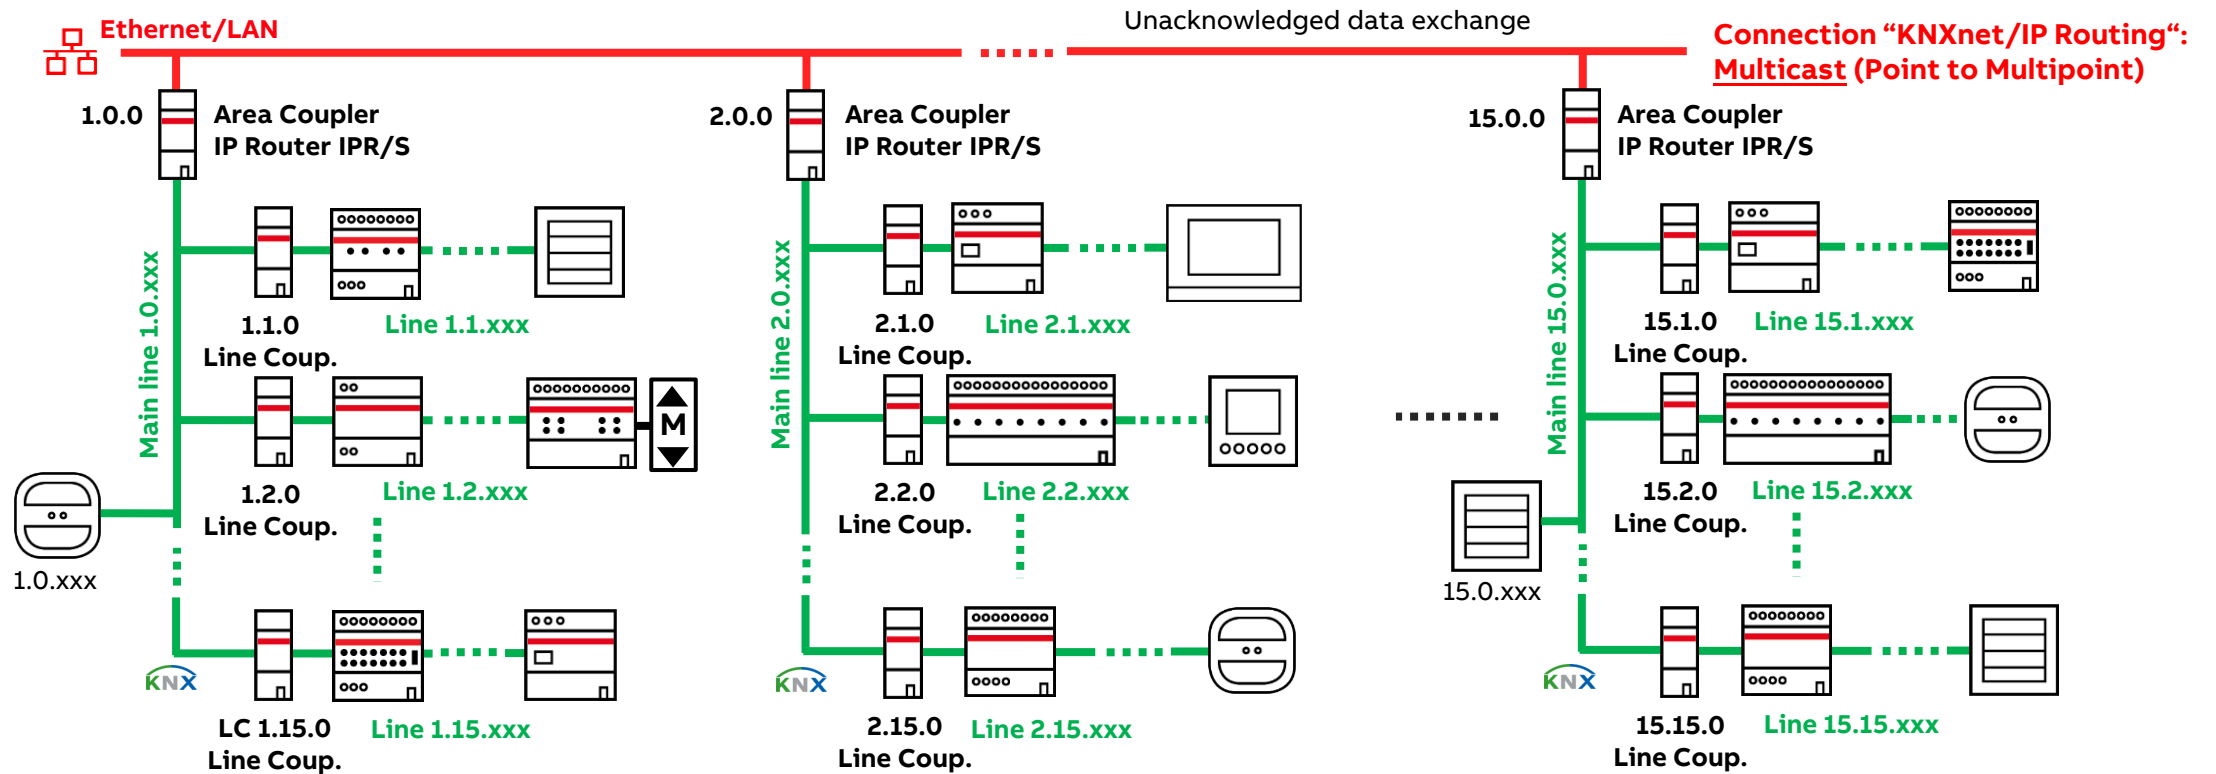 Ethernet/LAN
Unacknowledged data exchange
Connection “KNXnet/IP Routing“:
Multicast (Point to Multipoint)
1.0.0
Area Coupler
IP Router IPR/S
2.0.0
Area Coupler
IP Router IPR/S
15.0.0
Area Coupler
IP Router IPR/S
Main line 1.0.xxx
1.1.0
Line Coup.
Line 1.1.xxx
M
1.2.0
Line Coup.
Line 1.2.xxx
1.0.xxx
KNX
LC 1.15.0
Line Coup.
Line 1.15.xxx
Main line 2.0.xxx
2.1.0
Line Coup.
Line 2.1.xxx
2.2.0
Line Coup.
Line 2.2.xxx
KNX
2.15.0
Line Coup.
Line 2.15.xxx
Main line 15.0.xxx
15.1.0
Line Coup.
Line 15.1.xxx
15.2.0
Line Coup.
Line 15.2.xxx
15.0.xxx
KNX
15.15.0
Line Coup.
Line 15.15.xxx